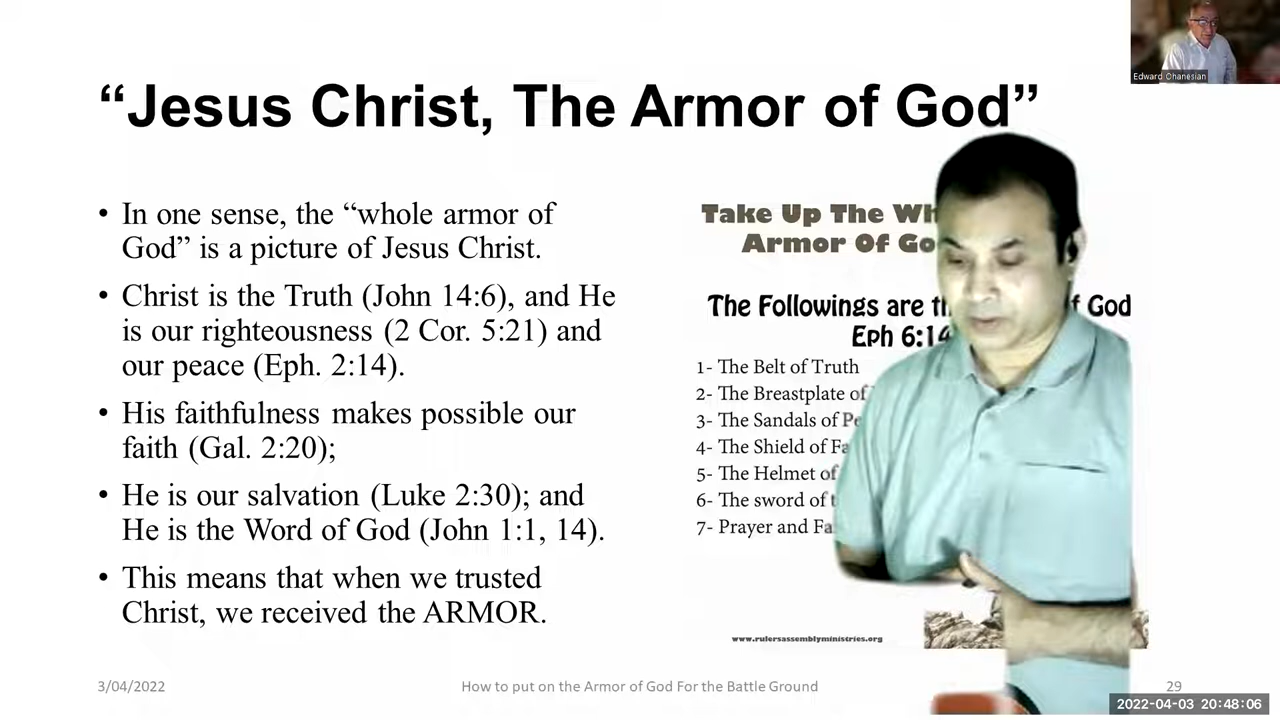 Edward Ohanesian
“Jesus Christ, The Armor of God”
• In one sense, the “whole armor of
God” is a picture of Jesus Christ.
• Christ is the Truth (John 14:6), and He
is our righteousness (2 Cor. 5:21) and
our peace (Eph. 2:14).
• His faithfulness makes possible our
faith (Gal. 2:20);
• He is our salvation (Luke 2:30); and
He is the Word of God (John 1:1, 14).
• This means that when we trusted
Christ, we received the ARMOR.
Take Up The
Armor Of
The Followings are God
Eph 6:14
1- The Belt of Truth
2- The Breastplate of
3- The Sandals of
4- The Shield of
5- The Helmet of
6- The sword of
7- Prayer and
www.rulersassemblyministries.org
3/04/2022
How to put on the Armor of God For the Battle Ground
29
2022-04-03 20:48:06